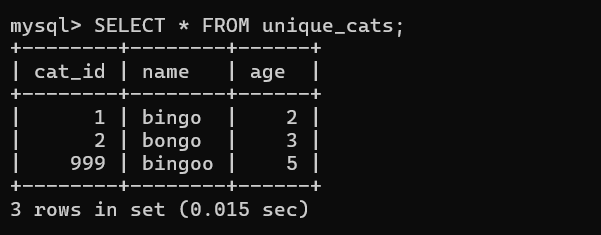 mysql> SELECT * FROM unique_cats;
+--------+--------+------+
| cat_id | name   | age  |
+--------+--------+------+
|      1 | bingo  |    2 |
|      2 | bongo  |    3 |
|    999 | bingoo |    5 |
+--------+--------+------+
3 rows in set (0.015 sec)